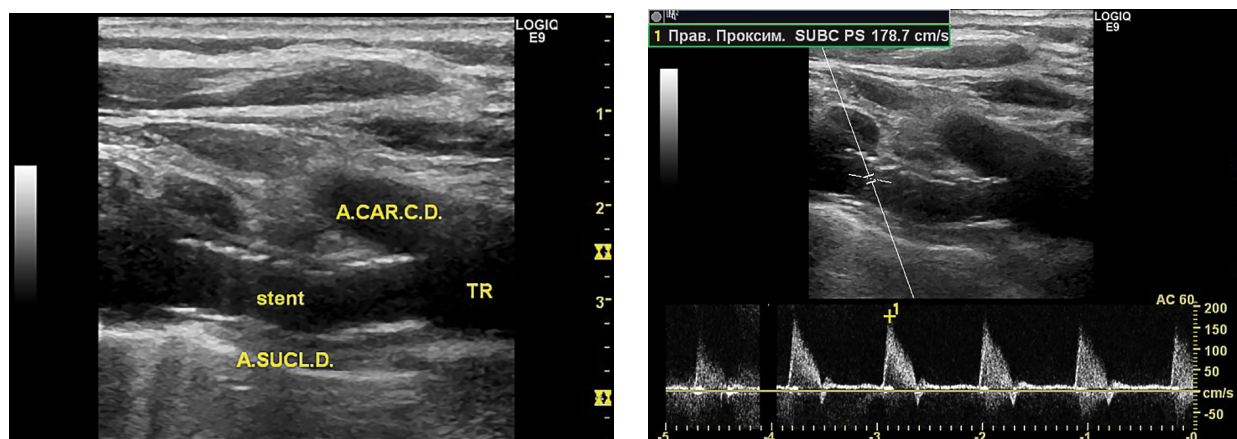 LOGIQ
E9
1
2
3
A.CAR.C.D.
TR
stent
A.SUCL.D.
1 Прав. Проксим. SUBC PS 178.7 cm/s
LOGIQ
E9
AC 60
200
150
100
50
cm/s
-50
1
-5
-4
-3
-2
-1
0